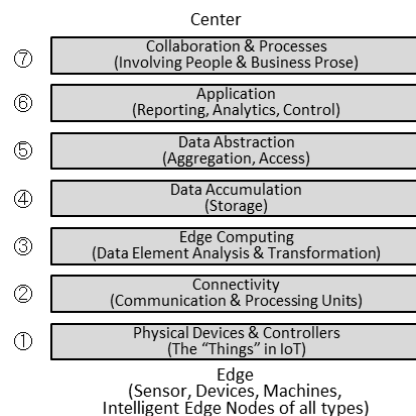 Center
⑦ Collaboration & Processes
(Involving People & Business Prose)
⑥ Application
(Reporting, Analytics, Control)
⑤ Data Abstraction
(Aggregation, Access)
④ Data Accumulation
(Storage)
③ Edge Computing
(Data Element Analysis & Transformation)
② Connectivity
(Communication & Processing Units)
① Physical Devices & Controllers
(The “Things” in IoT)
Edge
(Sensor, Devices, Machines,
Intelligent Edge Nodes of all types)